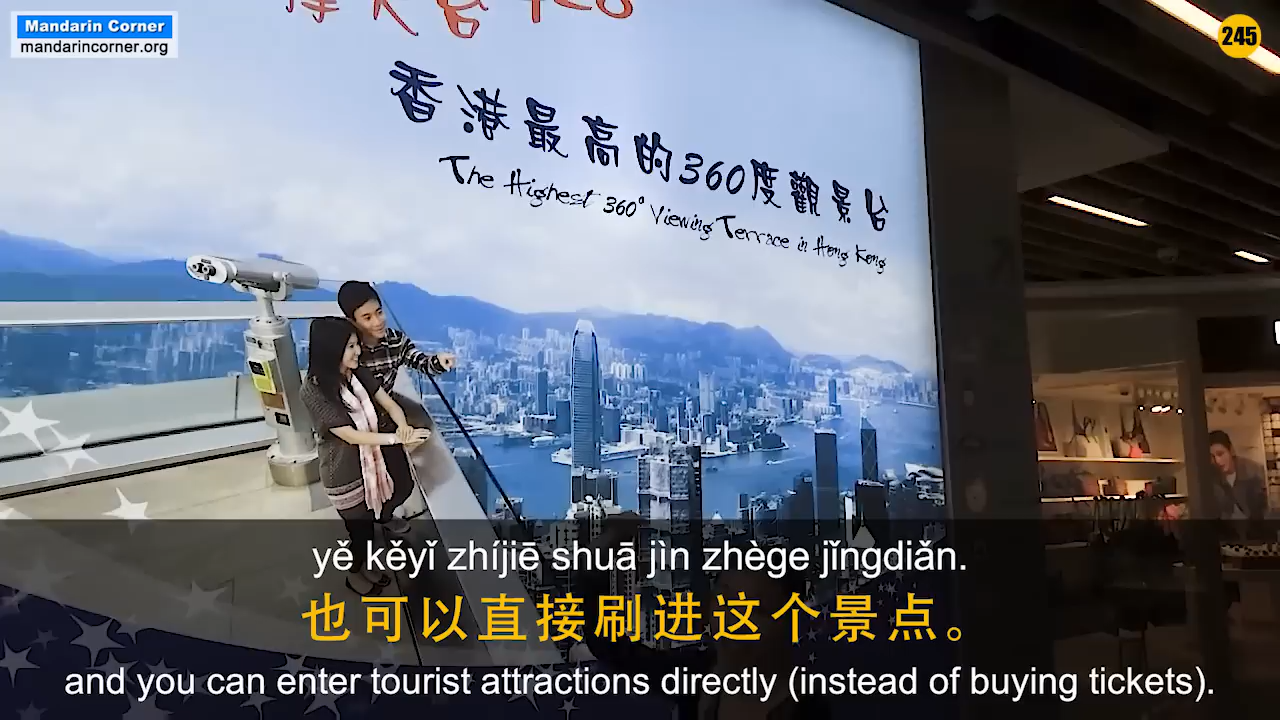 Mandarin Corner
mandarincorner.org
245
香港最高的360度觀景台
The Highest 360° Viewing Terrace in Hong Kong
yě kěyǐ zhíjiē shuā jìn zhège jǐngdiǎn.
也可以直接刷进这个景点。
and you can enter tourist attractions directly (instead of buying tickets).